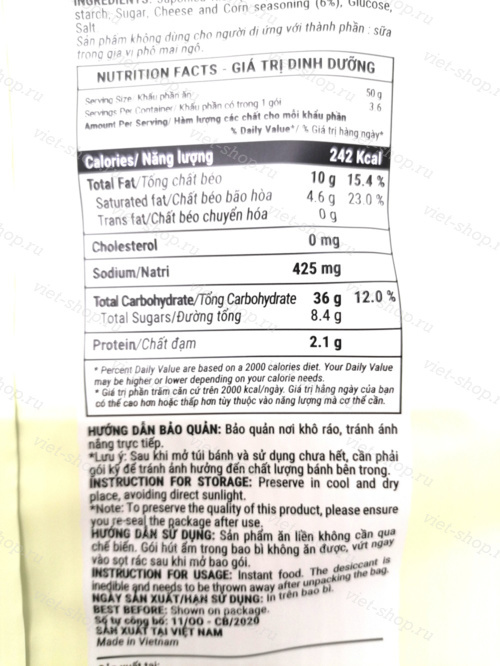 starch, Sugar, Cheese and Corn seasoning (6%), Glucose,
Salt
Sản phẩm không dùng cho người dị ứng với thành phần : sữa
trong gia vị phô mai ngô.
NUTRITION FACTS - GIÁ TRỊ DINH DƯỠNG
Serving Size/ Khẩu phần ăn 50 g
Servings Per Container/ Khẩu phần có trong 1 gói 3.6
Amount Per Serving/ Hàm lượng các chất cho mỗi khẩu phần
% Daily Value*/ % Giá trị hàng ngày*
Calories/ Năng lượng 242 Kcal
Total Fat/Tổng chất béo 10 g 15.4 %
Saturated fat/Chất béo bão hòa 4.6 g 23.0 %
Trans fat/Chất béo chuyển hóa 0 g
Cholesterol 0 mg
Sodium/Natri 425 mg
Total Carbohydrate/Tổng Carbohydrate 36 g 12.0 %
Total Sugars/Đường tổng 8.4 g
Protein/Chất đạm 2.1 g
* Percent Daily Value are based on a 2000 calories diet. Your Daily Value
may be higher or lower depending on your calorie needs.
* Giá trị phần trăm căn cứ trên 2000 kcal/ngày. Giá trị hằng ngày của bạn
có thể cao hơn hoặc thấp hơn tùy thuộc vào năng lượng mà cơ thể cần.
HƯỚNG DẪN BẢO QUẢN: Bảo quản nơi khô ráo, tránh ánh
nắng trực tiếp.
*Lưu ý: Sau khi mở túi bánh và sử dụng chưa hết, cần phải
gói kỹ để tránh ảnh hưởng đến chất lượng bánh bên trong.
INSTRUCTION FOR STORAGE: Preserve in cool and dry
place, avoiding direct sunlight.
*Note: To preserve the quality of this product, please ensure
you re-seal the package after use.
HƯỚNG DẪN SỬ DỤNG: Sản phẩm ăn liền không cần qua
chế biến. Gói hút ẩm trong bao bì không ăn được, vứt ngay
vào sọt rác sau khi mở bao gói.
INSTRUCTION FOR USAGE: Instant food. The desiccant is
inedible and needs to be thrown away after unpacking the bag.
NGÀY SẢN XUẤT/HẠN SỬ DỤNG: In trên bao bì.
BEST BEFORE: Shown on package.
Số tự công bố: 11/OO - CB/2020
SẢN XUẤT TẠI VIỆT NAM
Made in Vietnam